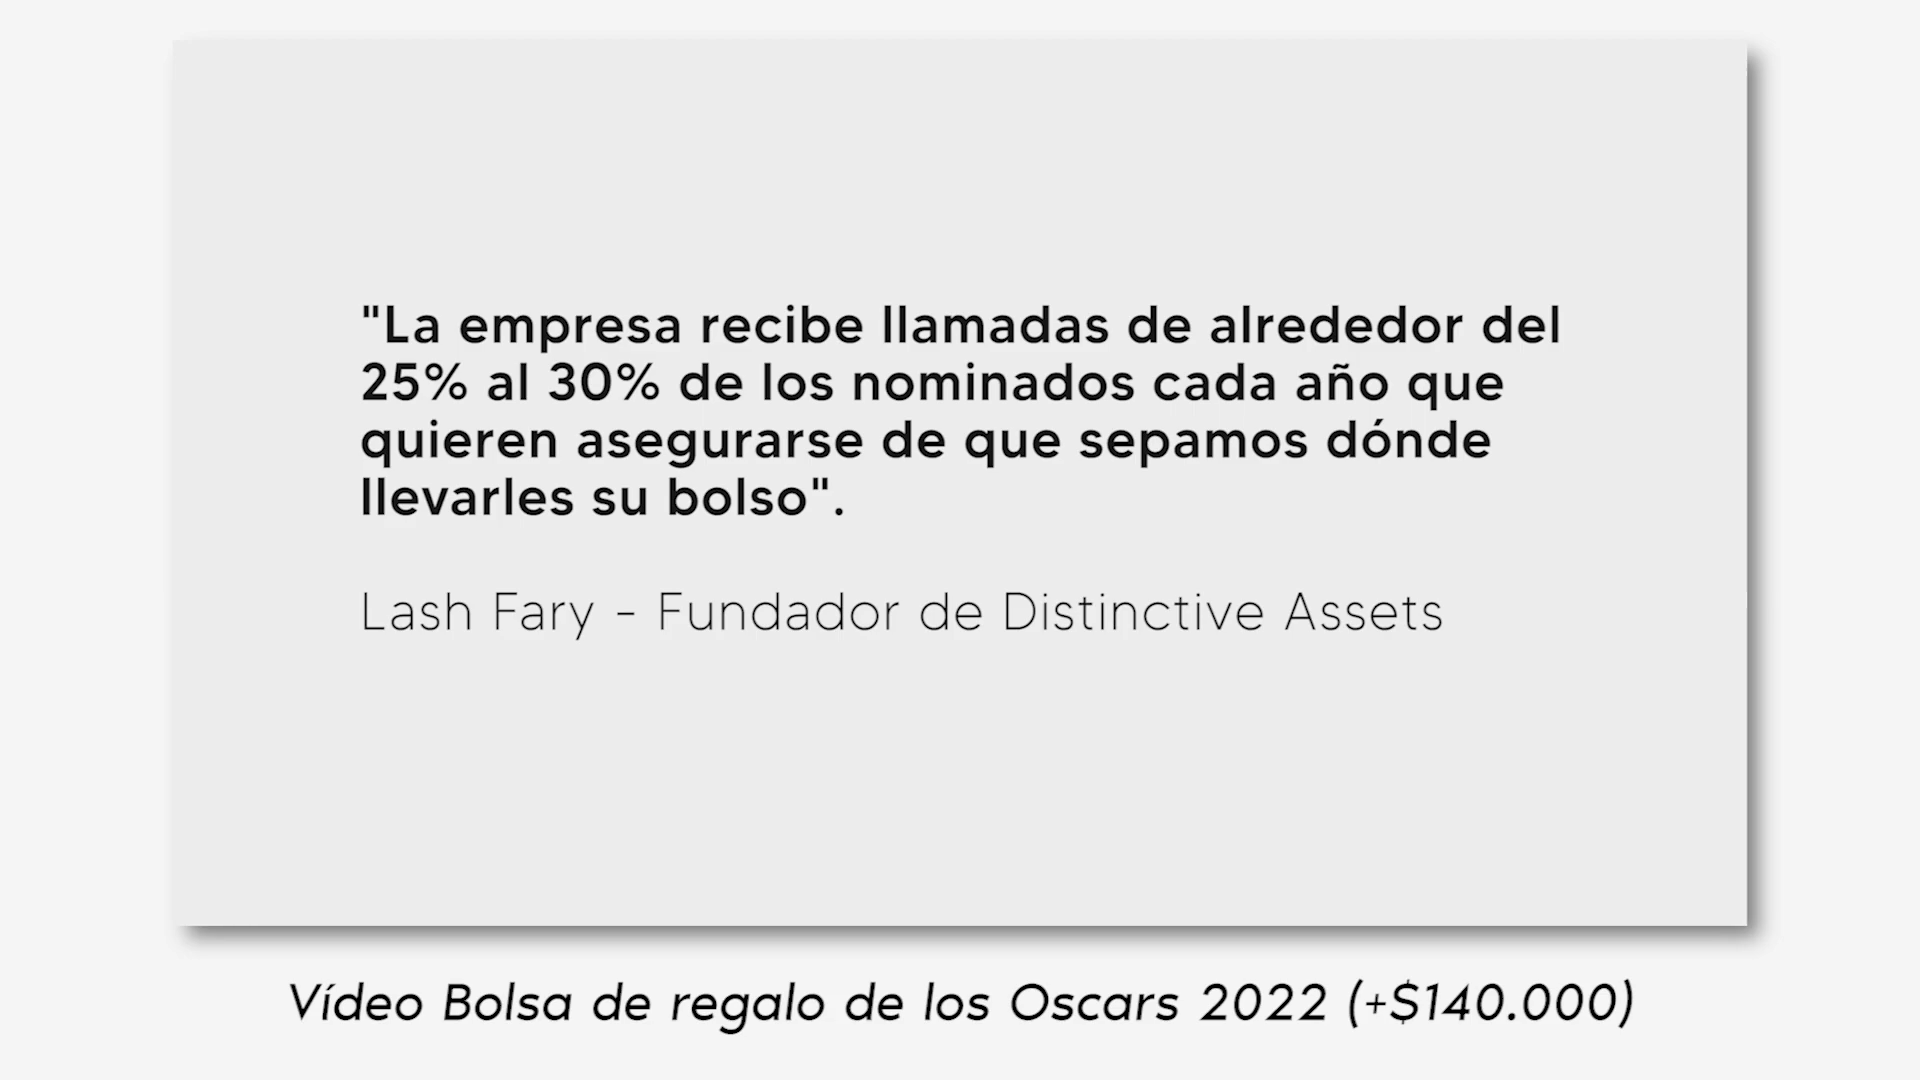 "La empresa recibe llamadas de alrededor del
25% al 30% de los nominados cada año que
quieren asegurarse de que sepamos dónde
llevarles su bolso".
Lash Fary - Fundador de Distinctive Assets
Vídeo Bolsa de regalo de los Oscars 2022 (+$140.000)